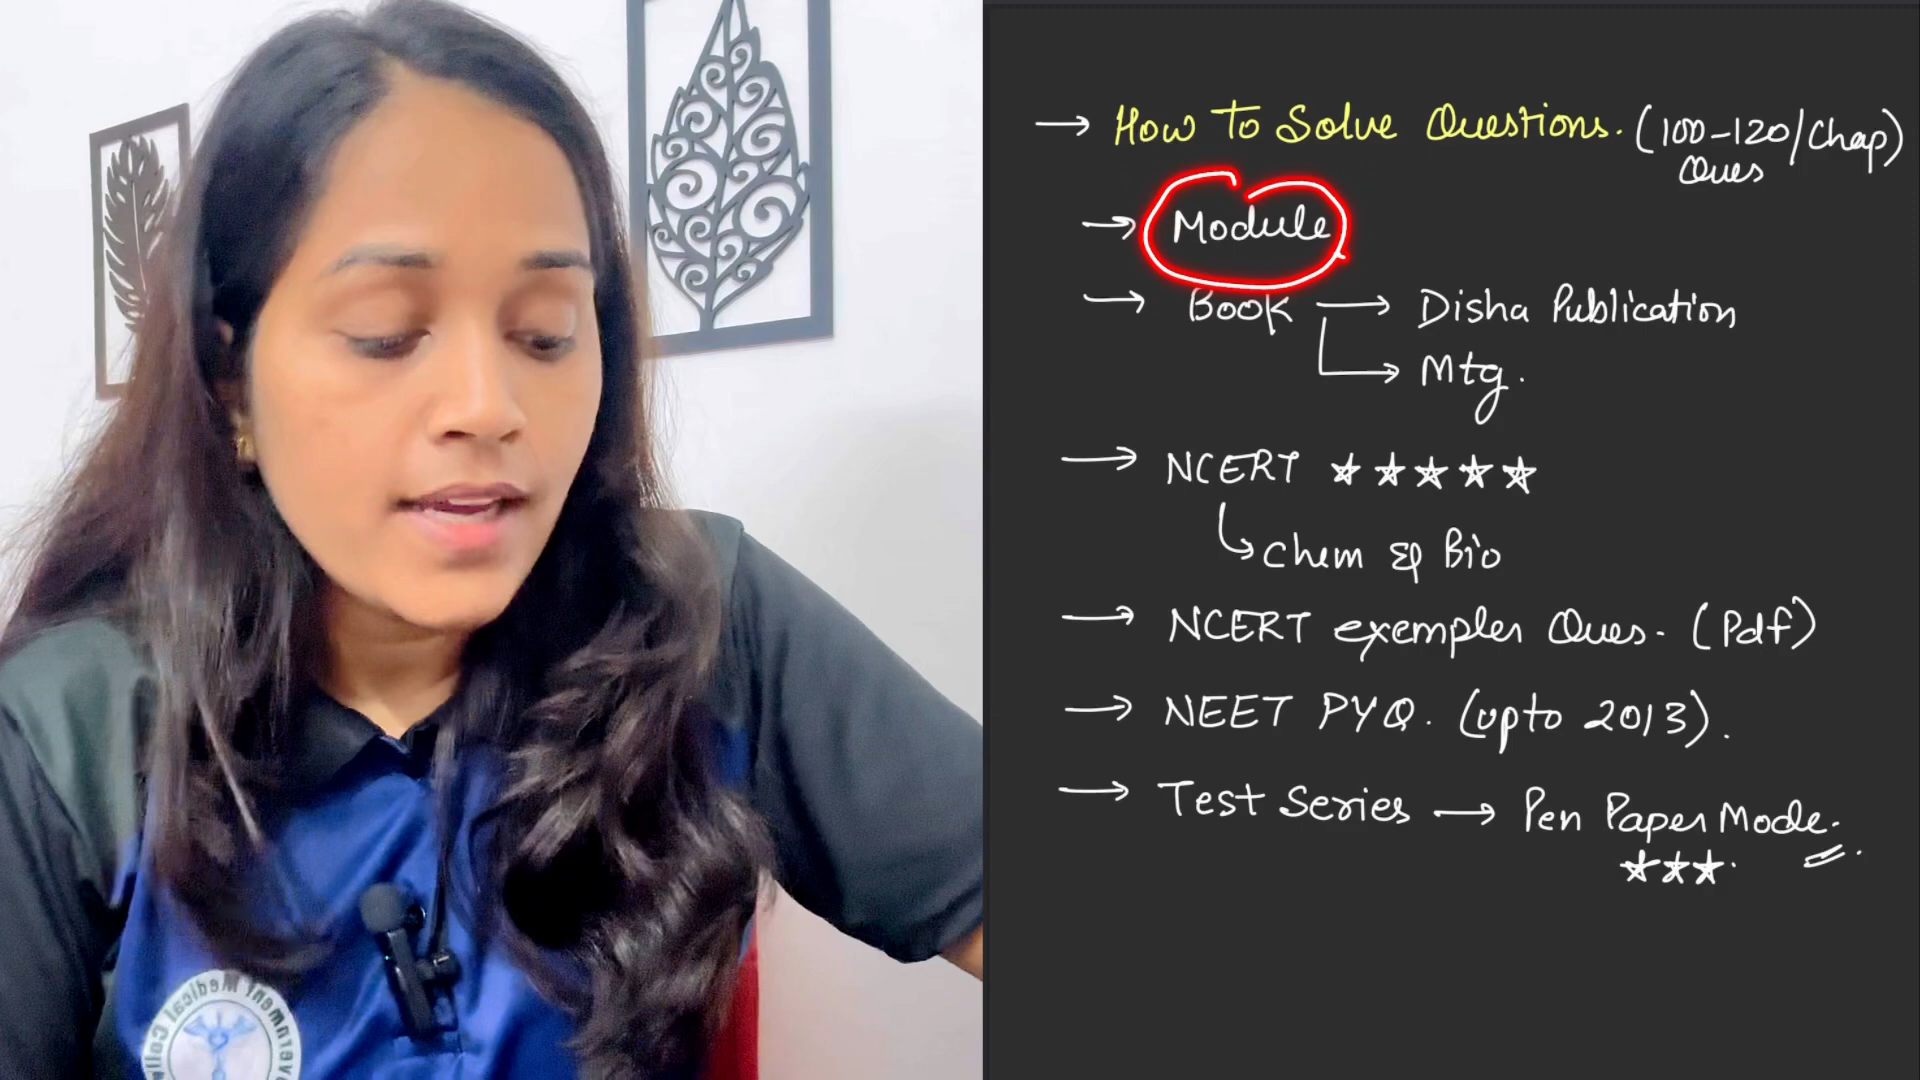 → How To Solve Questions. (100-120/Chap)
Ques
→ Module
→ Book → Disha Publication
→ Mtg.
→ NCERT ☆☆☆☆☆
↳ Chem & Bio
→ NCERT exempler Ques. (Pdf)
→ NEET PYQ. (upto 2013).
→ Test Series → Pen Paper Mode.
☆☆☆